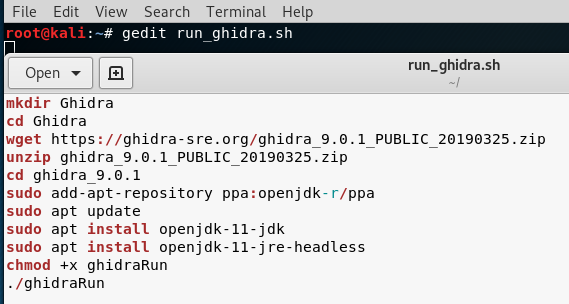 File Edit View Search Terminal Help
root@kali:~# gedit run_ghidra.sh
Open
run_ghidra.sh
~/
mkdir Ghidra
cd Ghidra
wget https://ghidra-sre.org/ghidra_9.0.1_PUBLIC_20190325.zip
unzip ghidra_9.0.1_PUBLIC_20190325.zip
cd ghidra_9.0.1
sudo add-apt-repository ppa:openjdk-r/ppa
sudo apt update
sudo apt install openjdk-11-jdk
sudo apt install openjdk-11-jre-headless
chmod +x ghidraRun
./ghidraRun